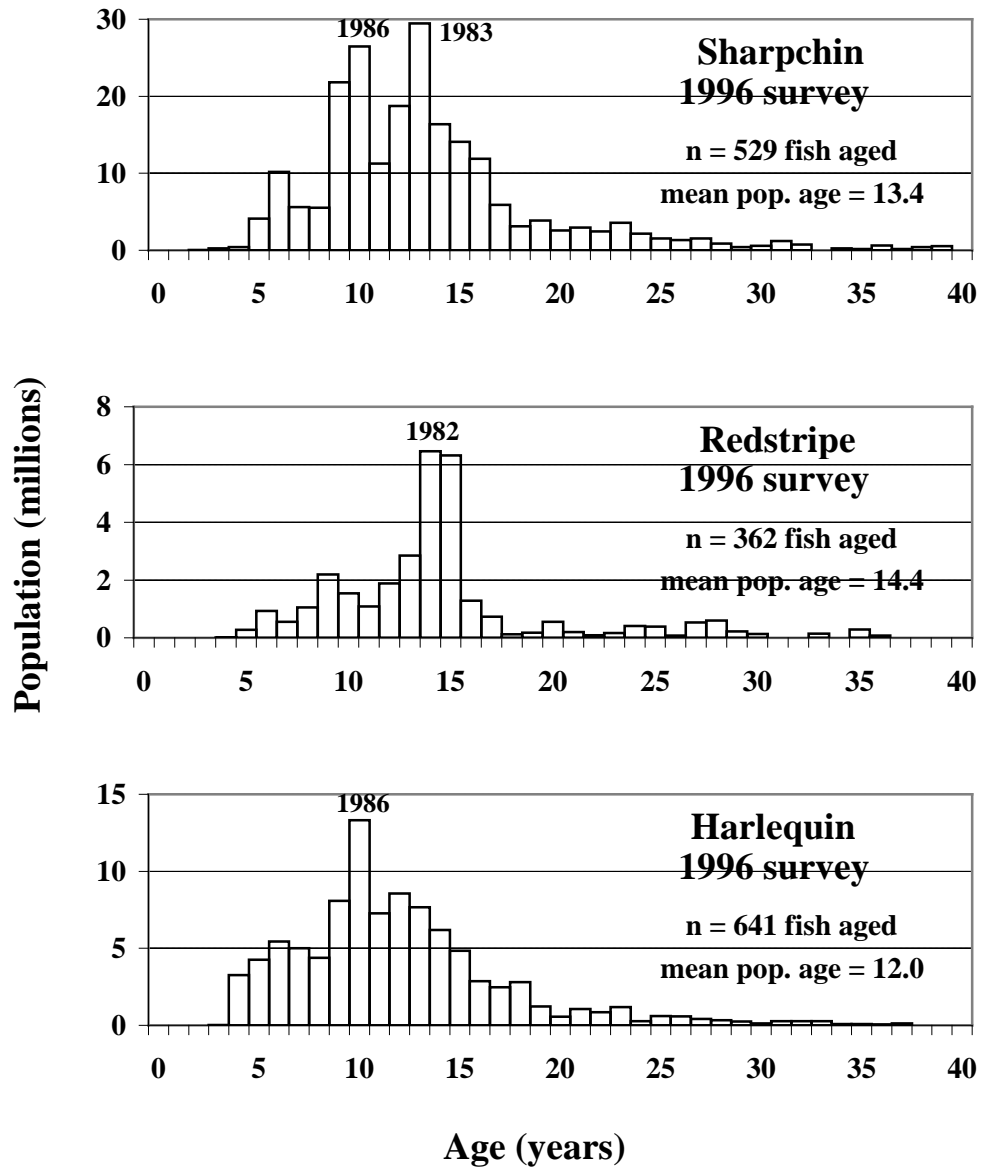 Population (millions)
30
20
10
0
1986
1983
Sharpchin
1996 survey
n = 529 fish aged
mean pop. age = 13.4
0 5 10 15 20 25 30 35 40
8
6
4
2
0
1982
Redstripe
1996 survey
n = 362 fish aged
mean pop. age = 14.4
0 5 10 15 20 25 30 35 40
15
10
5
0
1986
Harlequin
1996 survey
n = 641 fish aged
mean pop. age = 12.0
0 5 10 15 20 25 30 35 40
Age (years)